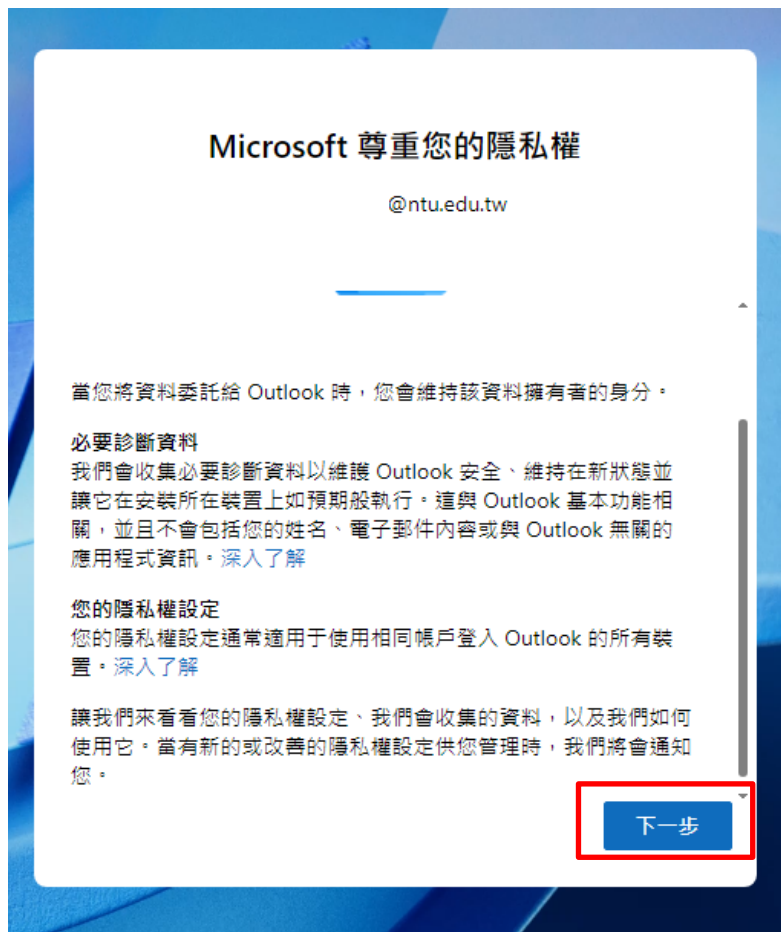 Microsoft 尊重您的隱私權
@ntu.edu.tw
當您將資料委託給 Outlook 時，您會維持該資料擁有者的身分。
必要診斷資料
我們會收集必要診斷資料以維護 Outlook 安全、維持在新狀態並
讓它在安裝所在裝置上如預期般執行。這與 Outlook 基本功能相
關，並且不會包括您的姓名、電子郵件內容或與 Outlook 無關的
應用程式資訊。深入了解
您的隱私權設定
您的隱私權設定通常適用于使用相同帳戶登入 Outlook 的所有裝
置。深入了解
讓我們來看看您的隱私權設定、我們會收集的資料，以及我們如何
使用它。當有新的或改善的隱私權設定供您管理時，我們將會通知
您。
下一步